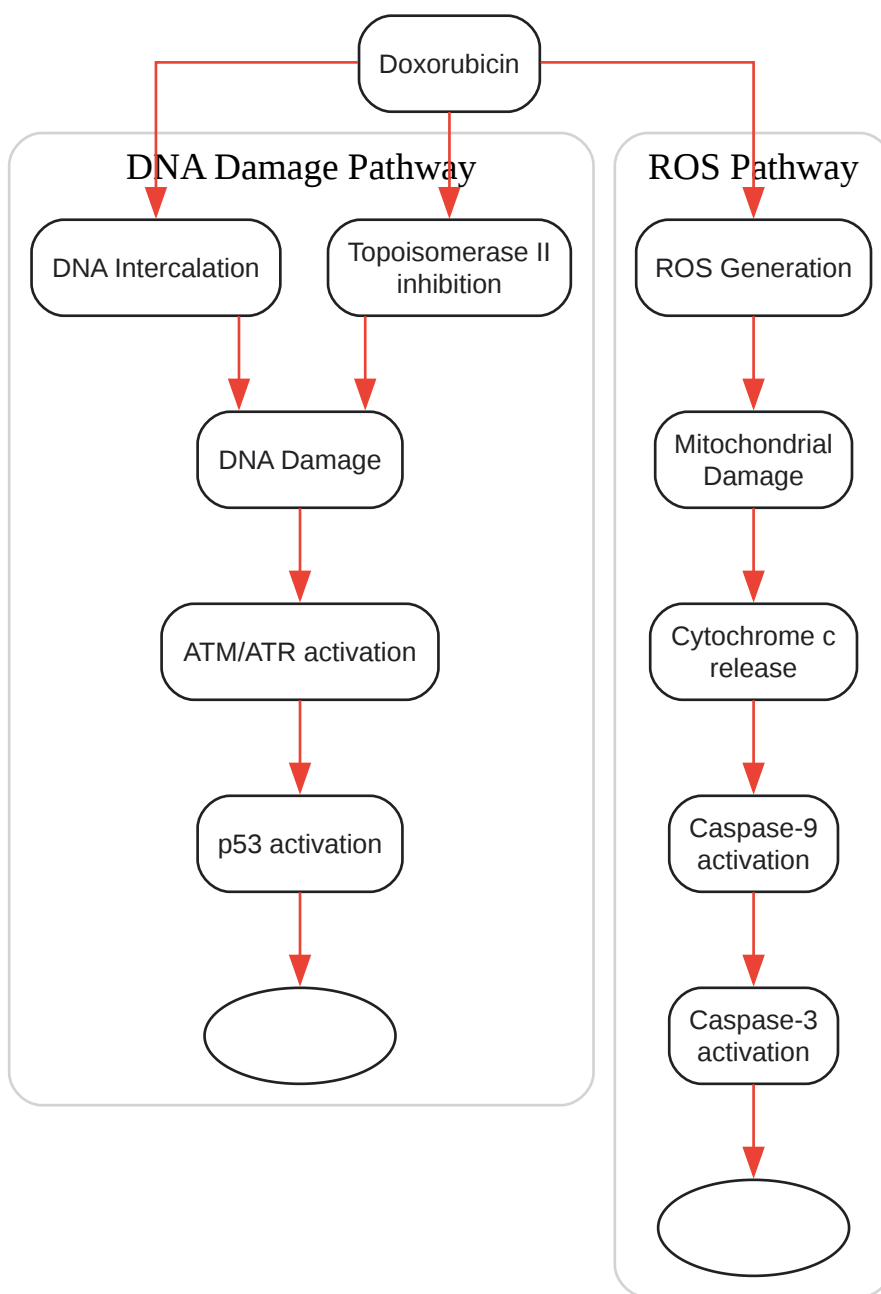 Doxorubicin
DNA Damage Pathway
ROS Pathway
DNA Intercalation
Topoisomerase II
inhibition
ROS Generation
DNA Damage
Mitochondrial
Damage
ATM/ATR activation
Cytochrome c
release
p53 activation
Caspase-9
activation
Caspase-3
activation